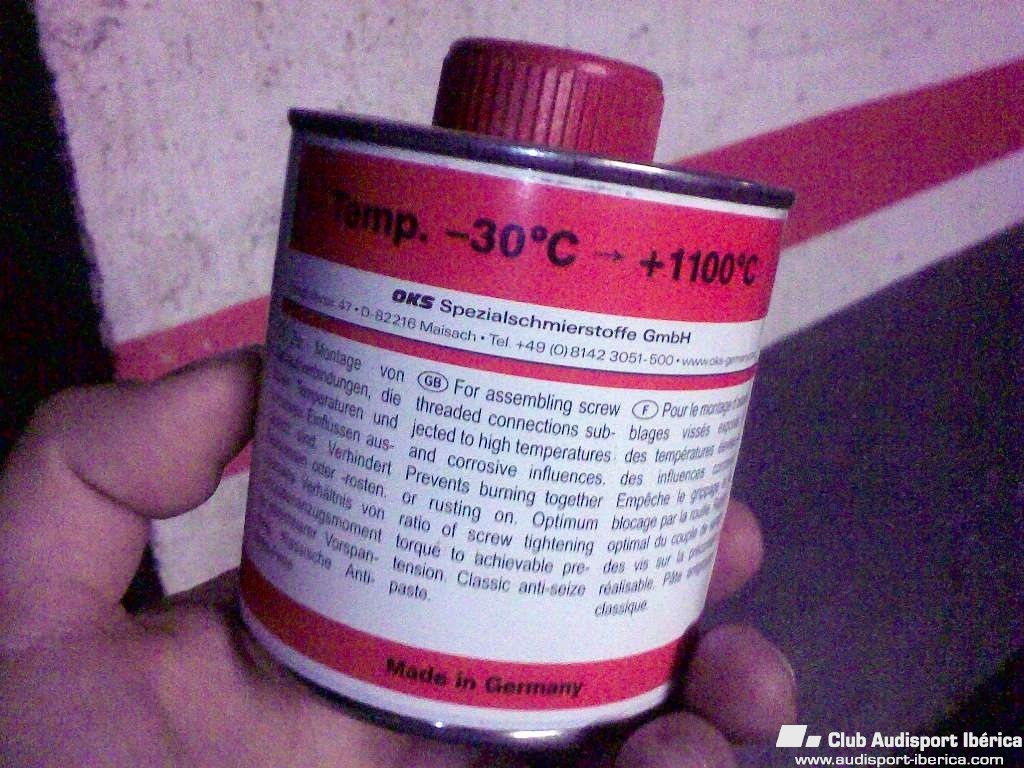 Temp. –30°C → +1100°C
OKS Spezialschmierstoffe GmbH
47 • D-82216 Maisach • Tel +49 (0) 8142 3051-500 •
Montage von
die
Temperaturen und
Einflüssen aus-
sind. Verhindert
oder -rosten.
Verhältnis von
Vorspan-
Klassische Anti-
GB For assembling screw
threaded connections sub-
jected to high temperatures
and corrosive influences.
Prevents burning together
or rusting on. Optimum
ratio of screw tightening
torque to achievable pre-
tension. Classic anti-seize
paste.
F Pour le montage
blages vissés
des températures
des influences
Empêche le grippage
blocage par la rouille
optimal du couple de
des vis sur la
réalisable. Pâte
classique.
Made in Germany
Club Audisport Ibérica
www.audisport-iberica.com